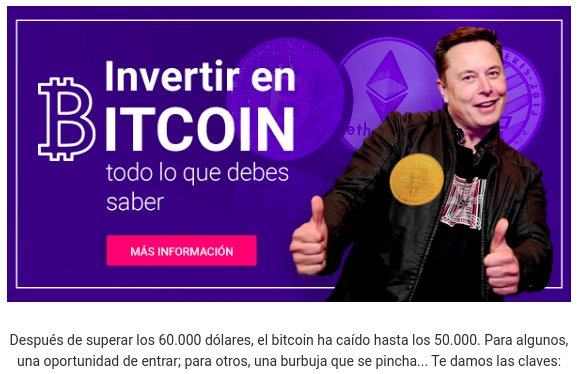 Invertir en
BITCOIN
todo lo que debes
saber
MÁS INFORMACIÓN
Después de superar los 60.000 dólares, el bitcoin ha caído hasta los 50.000. Para algunos,
una oportunidad de entrar; para otros, una burbuja que se pincha... Te damos las claves: